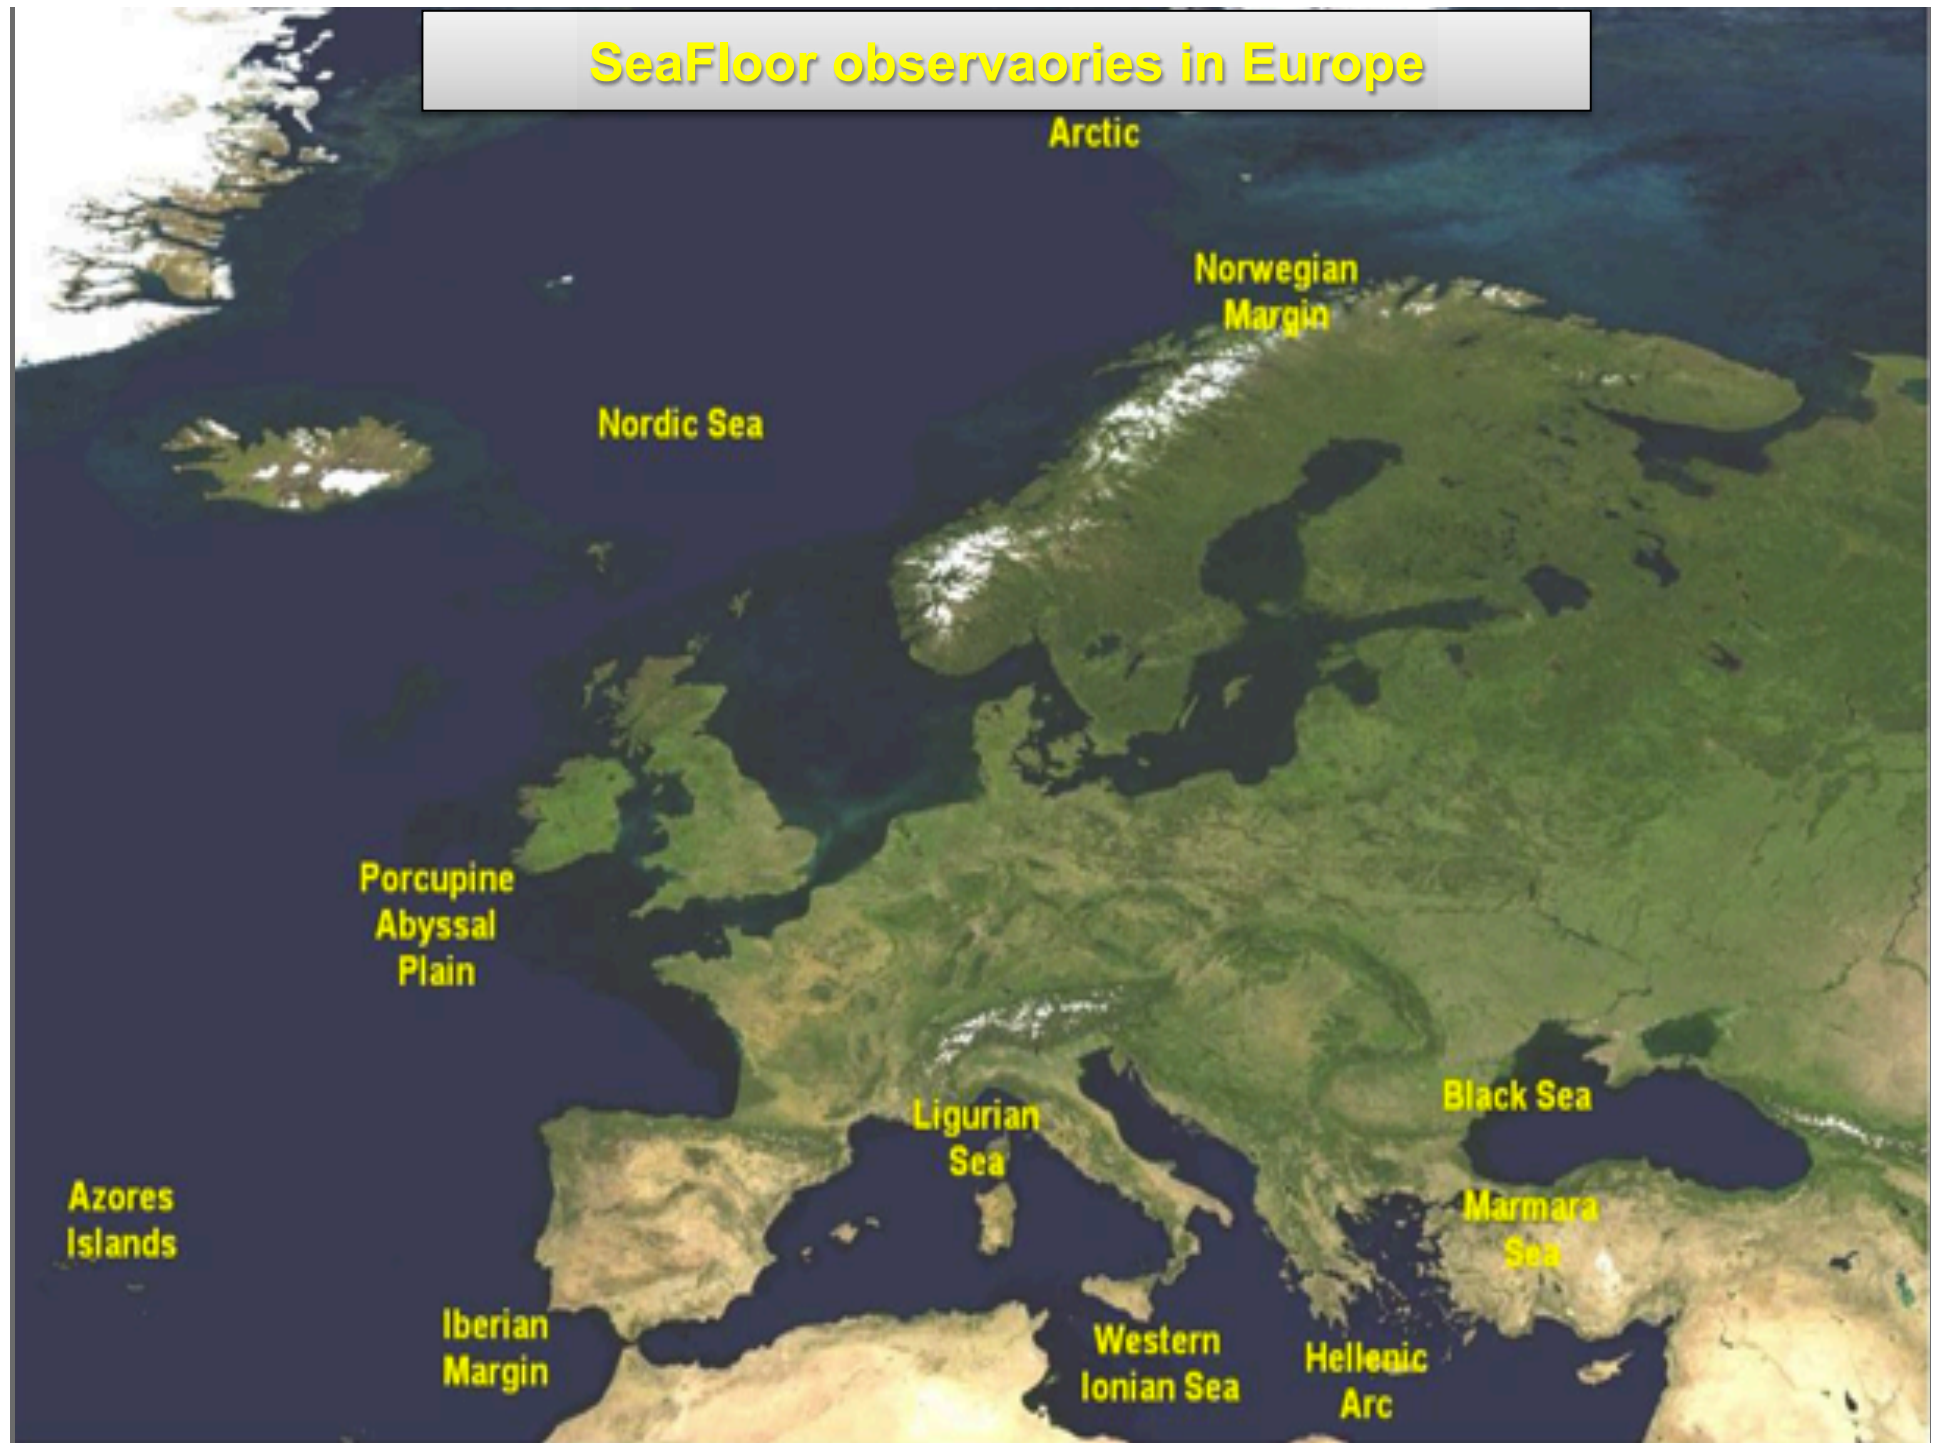 SeaFloor observaories in Europe
Arctic
Norwegian
Margin
Nordic Sea
Porcupine
Abyssal
Plain
Black Sea
Ligurian
Sea
Azores
Islands
Marmara
Sea
Iberian
Margin
Western
Ionian Sea
Hellenic
Arc